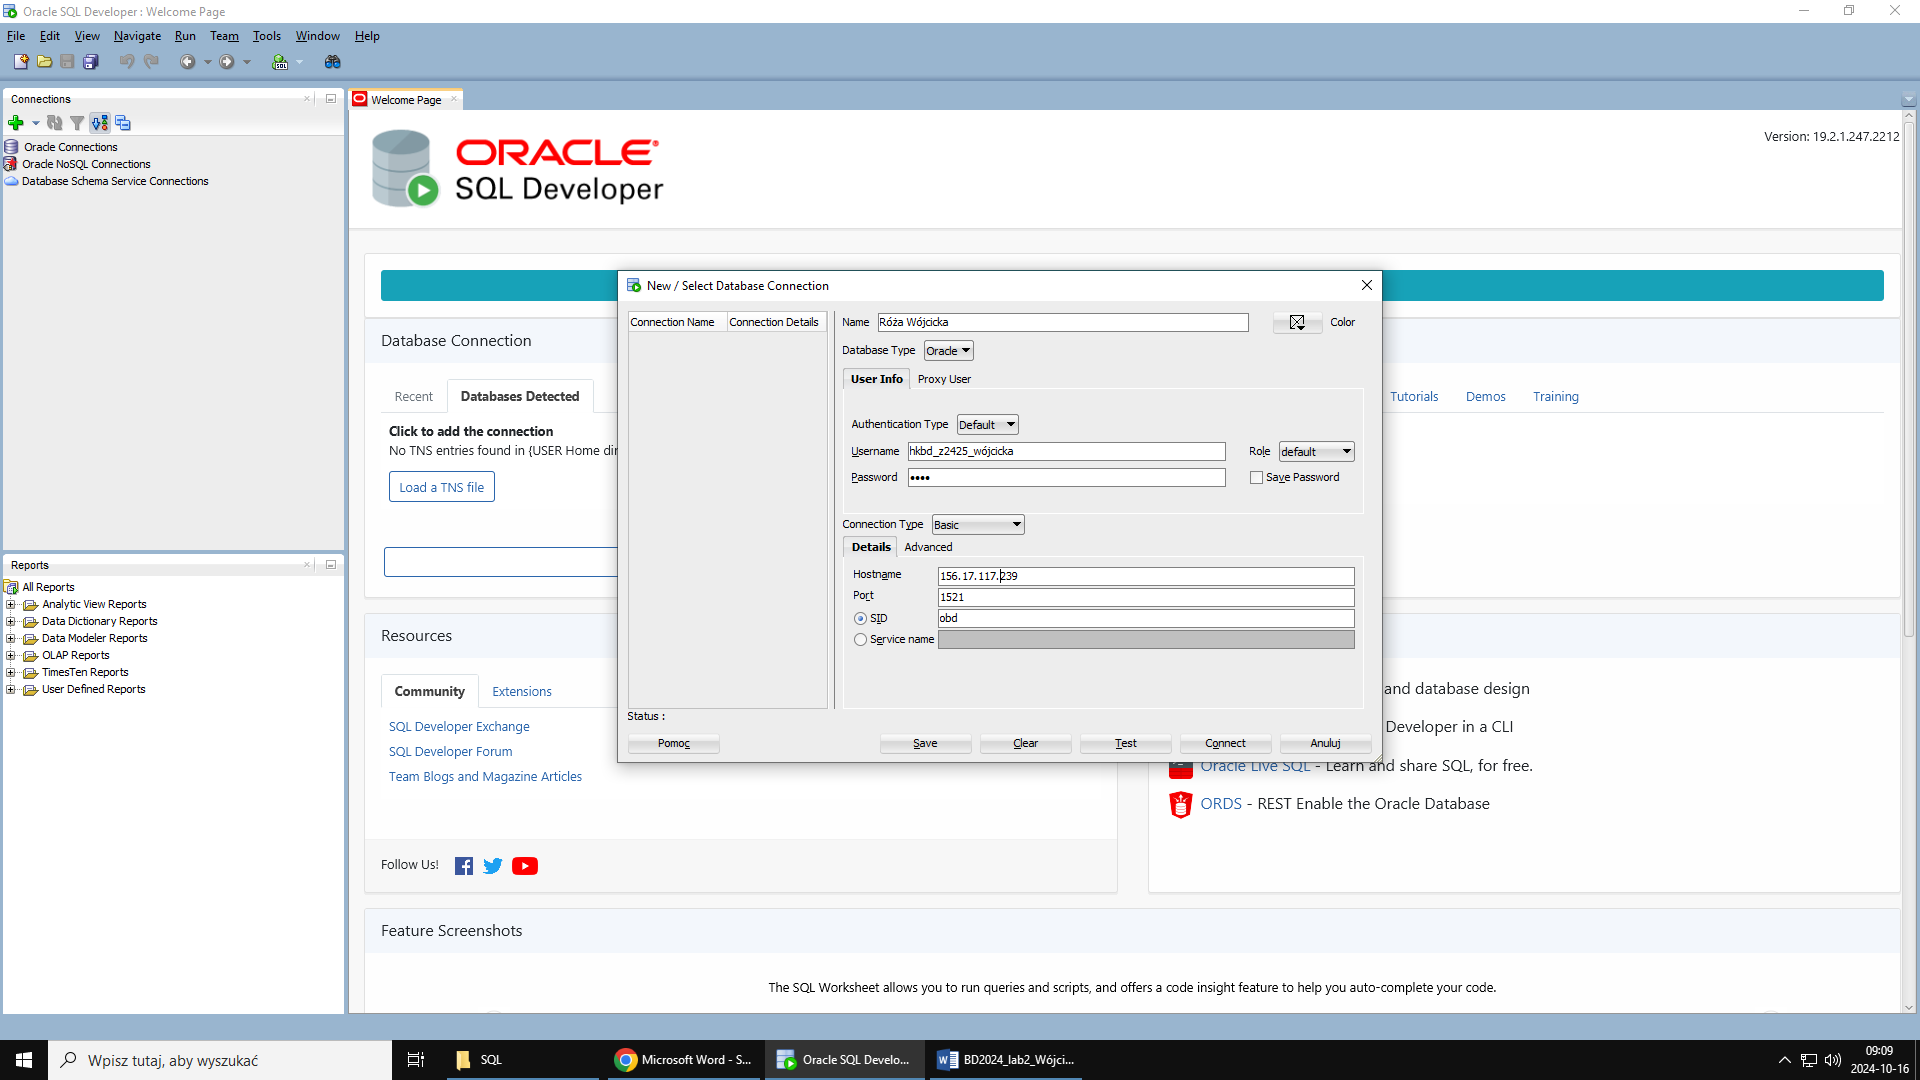 Oracle SQL Developer : Welcome Page
File Edit View Navigate Run Team Tools Window Help
Connections
Oracle Connections
Oracle NoSQL Connections
Database Schema Service Connections
Reports
All Reports
Analytic View Reports
Data Dictionary Reports
Data Modeler Reports
OLAP Reports
TimesTen Reports
User Defined Reports
Welcome Page
ORACLE
SQL Developer
Version: 19.2.1.247.2212
Database Connection
Recent Databases Detected
Click to add the connection
No TNS entries found in {USER Home dir
Load a TNS file
Tutorials Demos Training
New / Select Database Connection
Connection Name Connection Details
Name Róża Wójcicka Color
Database Type Oracle
User Info Proxy User
Authentication Type Default
Username hkbd_z2425_wójcicka Role default
Password •••• Save Password
Connection Type Basic
Details Advanced
Hostname 156.17.117.239
Port 1521
SID obd
Service name
Status :
Pomoc Save Clear Test Connect Anuluj
Resources
Community Extensions
SQL Developer Exchange
SQL Developer Forum
Team Blogs and Magazine Articles
Follow Us!
and database design
Developer in a CLI
Oracle Live SQL - Learn and share SQL, for free.
ORDS - REST Enable the Oracle Database
Feature Screenshots
The SQL Worksheet allows you to run queries and scripts, and offers a code insight feature to help you auto-complete your code.
Wpisz tutaj, aby wyszukać
SQL
Microsoft Word - S...
Oracle SQL Develo...
BD2024_lab2_Wójci...
09:09
2024-10-16